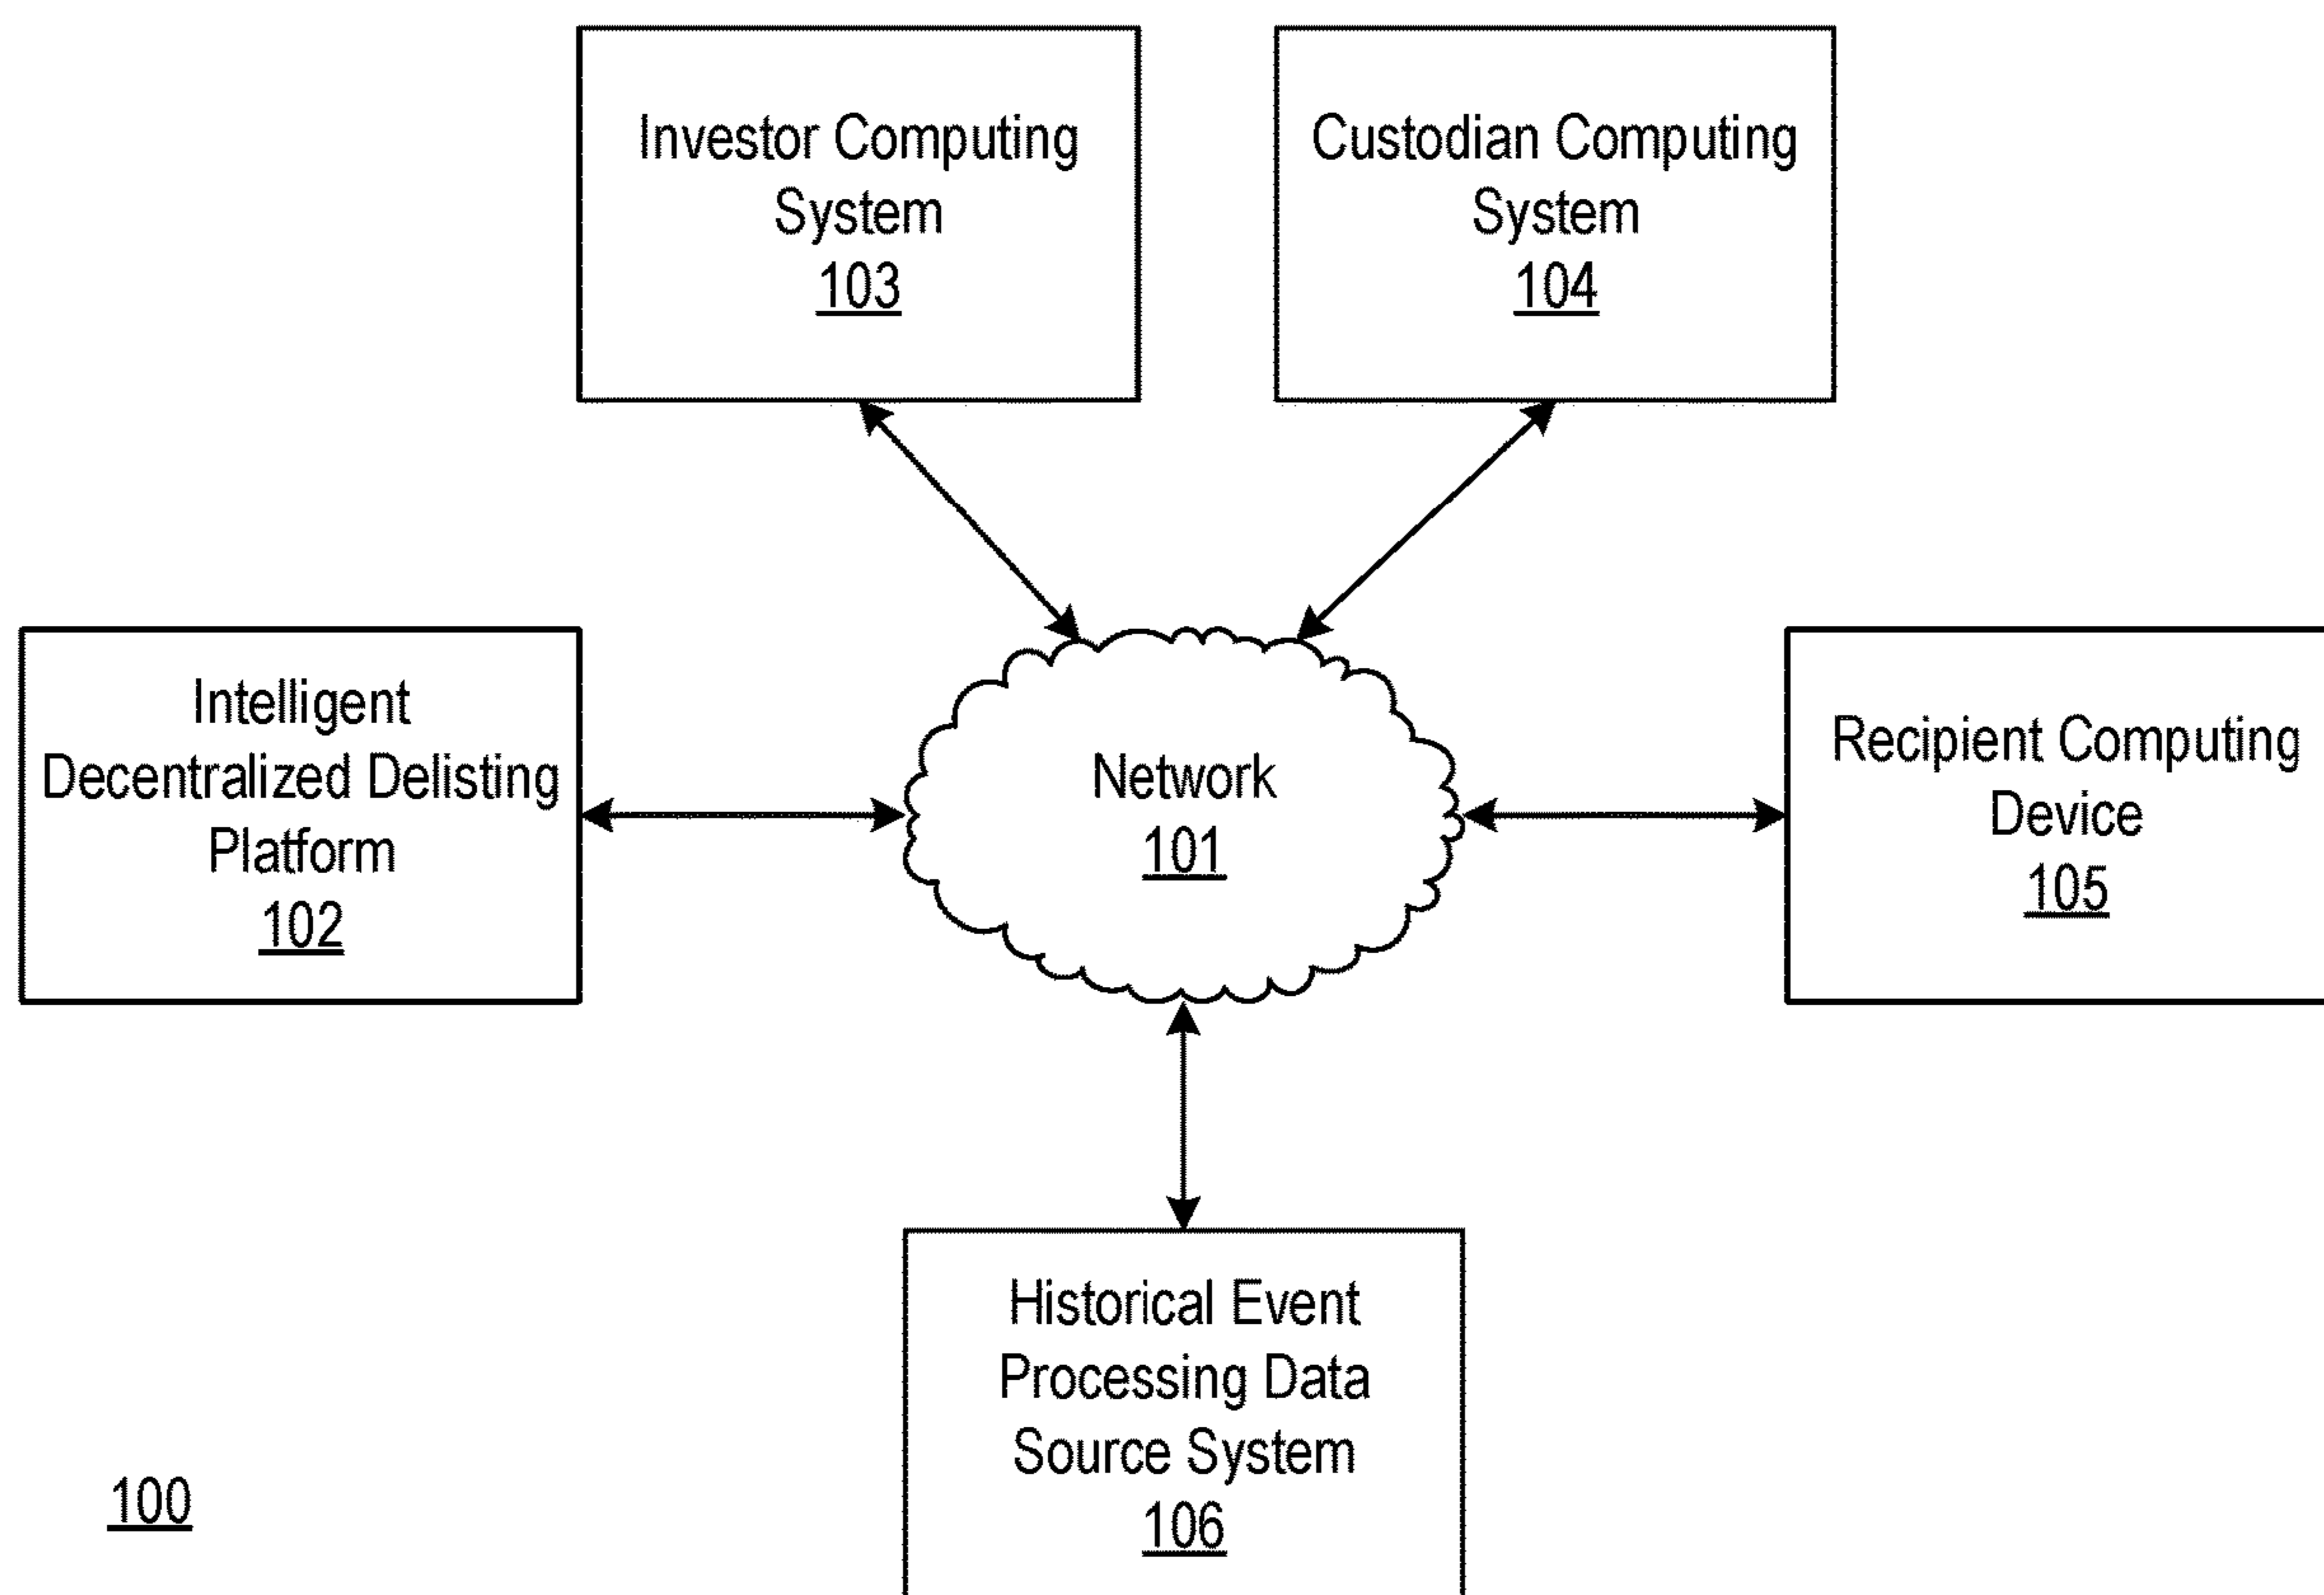 Investor Computing
System
103
Custodian Computing
System
104
Intelligent
Decentralized Delisting
Platform
102
Network
101
Recipient Computing
Device
105
Historical Event
Processing Data
Source System
106
100